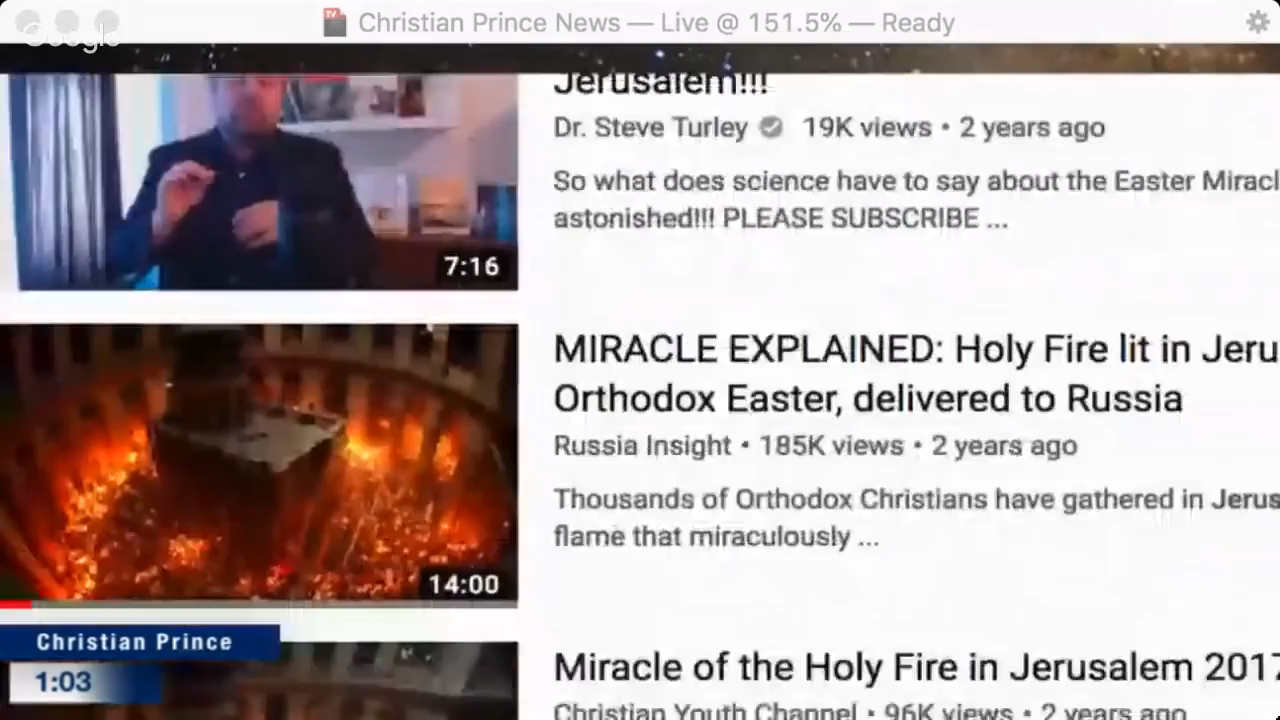 Christian Prince News — Live @ 151.5% — Ready
Google
Jerusalem!!!
Dr. Steve Turley 19K views • 2 years ago
So what does science have to say about the Easter Miracl
astonished!!! PLEASE SUBSCRIBE ...
7:16
MIRACLE EXPLAINED: Holy Fire lit in Jeru
Orthodox Easter, delivered to Russia
Russia Insight • 185K views • 2 years ago
Thousands of Orthodox Christians have gathered in Jerus
flame that miraculously ...
14:00
Christian Prince
1:03
Miracle of the Holy Fire in Jerusalem 2017
Christian Youth Channel • 96K views • 2 years ago